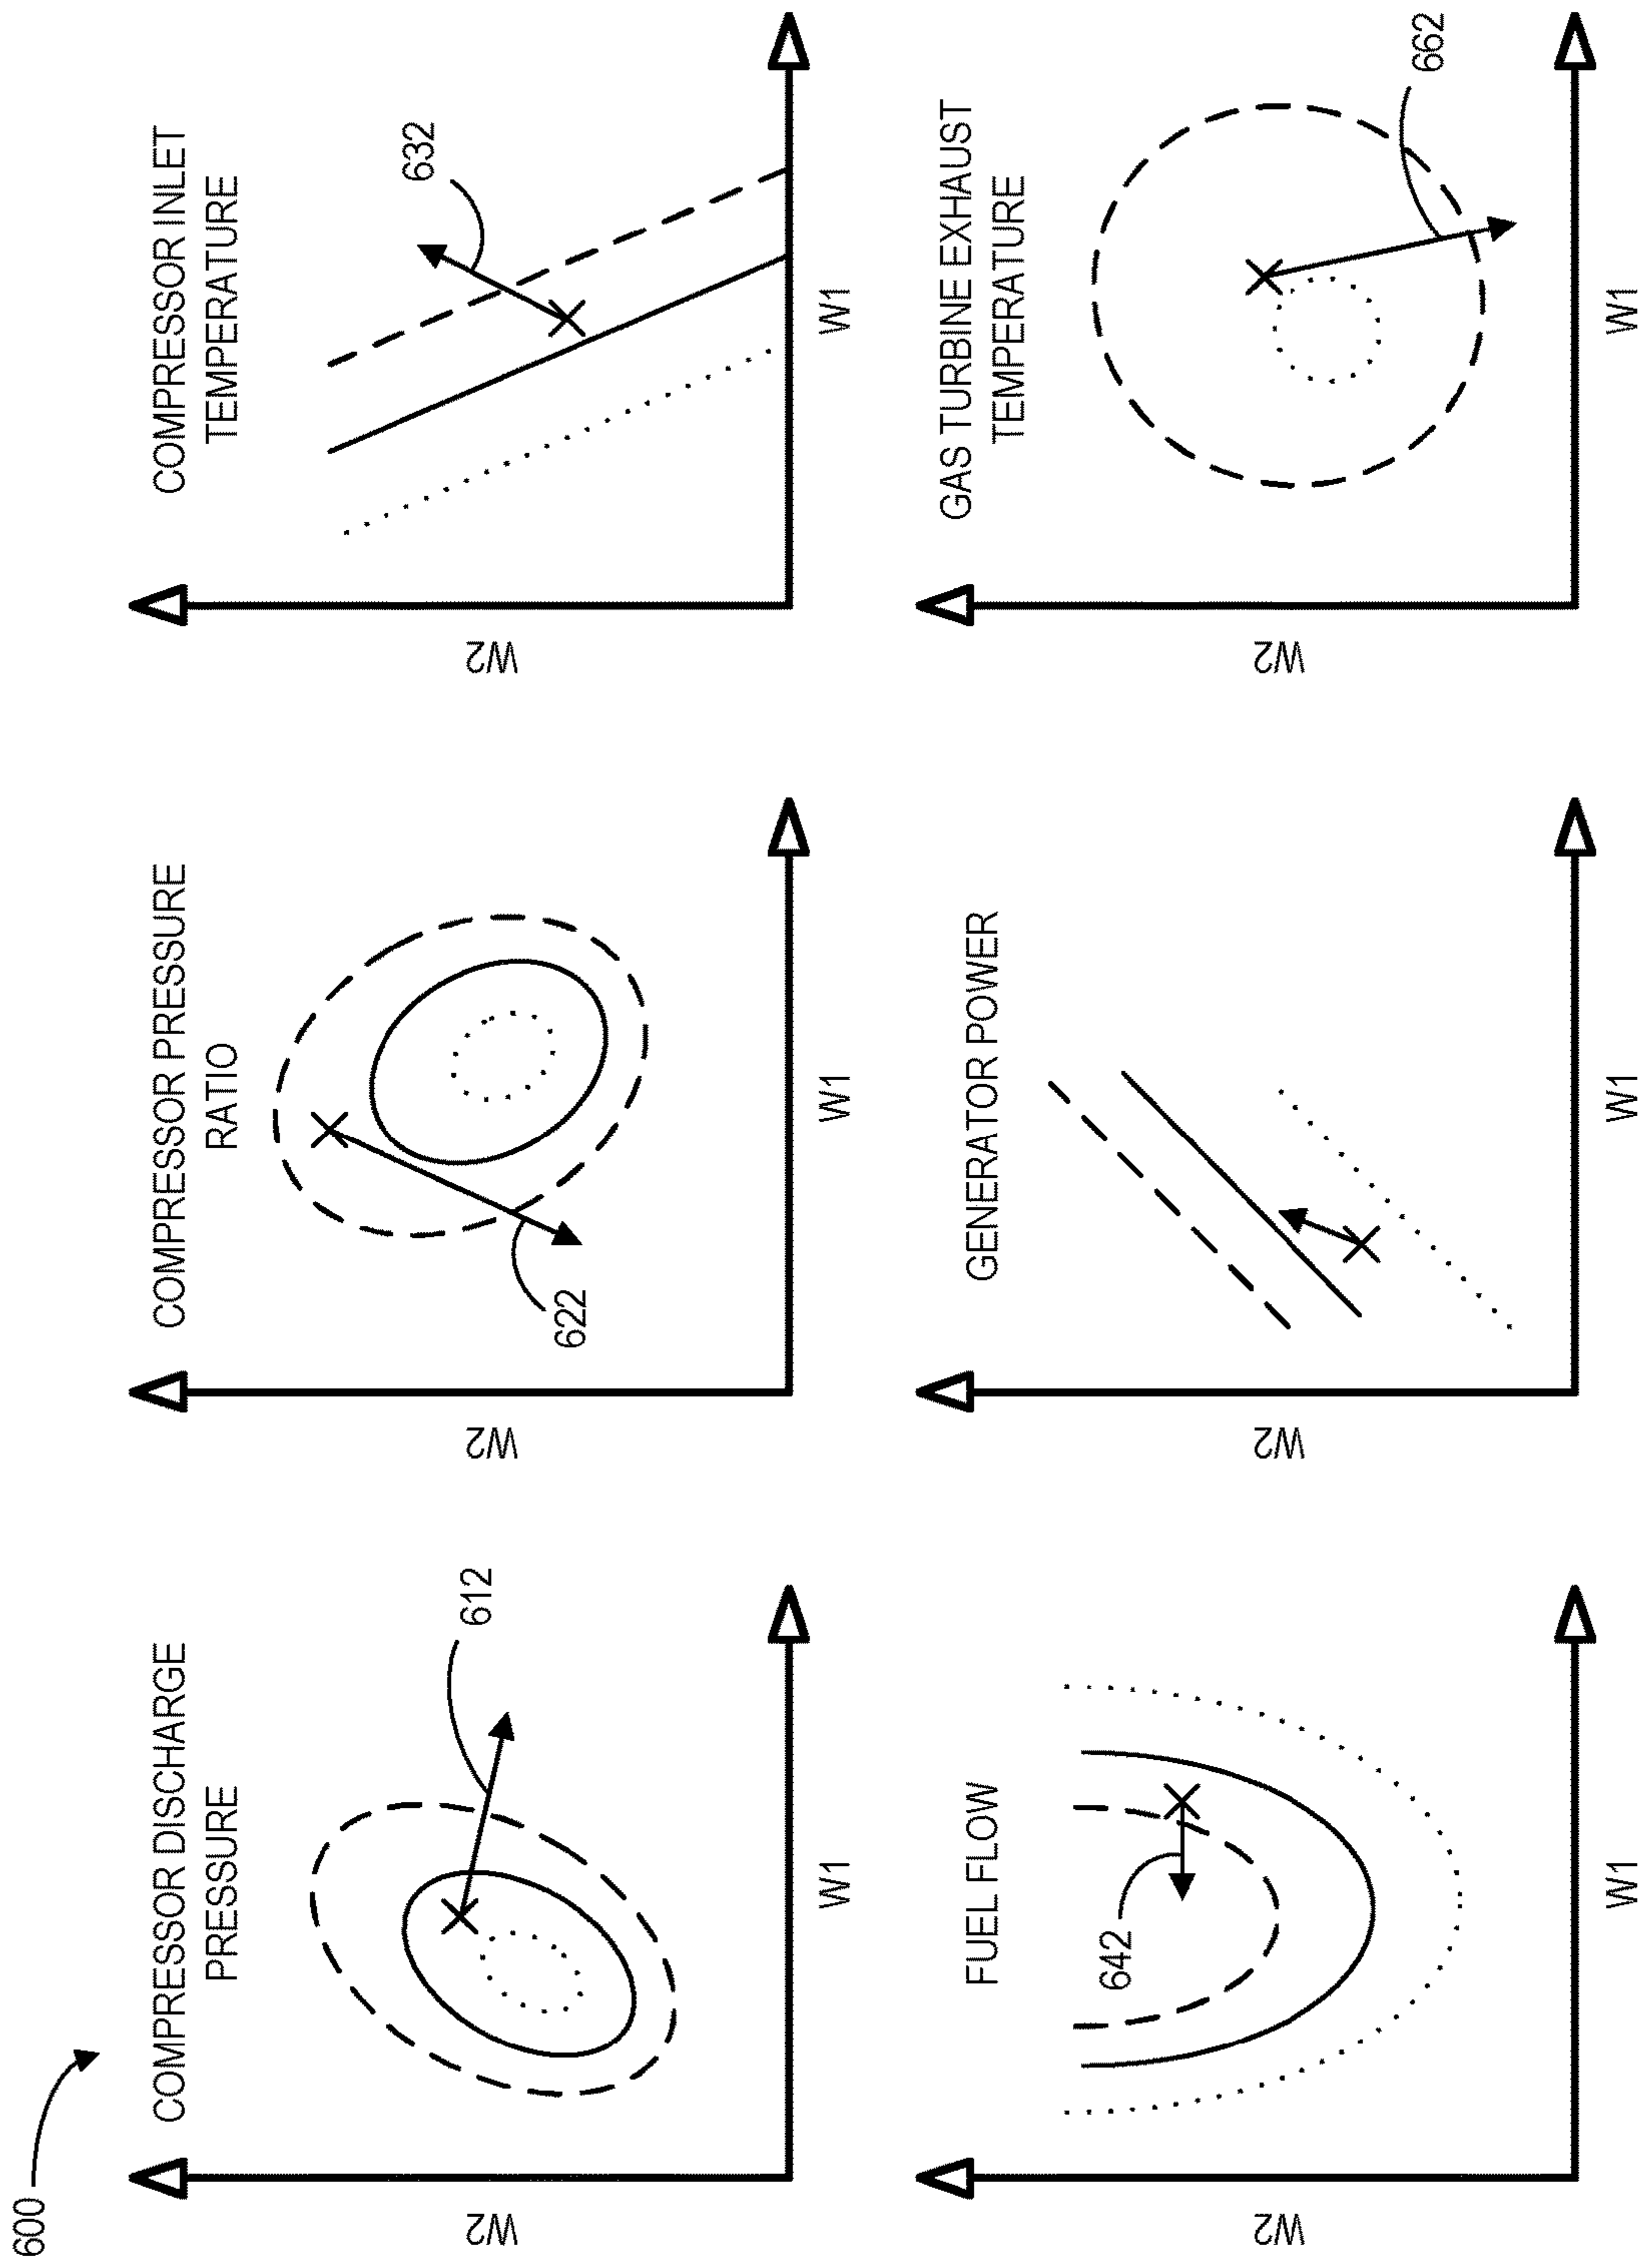 600
COMPRESSOR DISCHARGE
PRESSURE
612
W2
W1
COMPRESSOR PRESSURE
RATIO
622
W2
W1
COMPRESSOR INLET
TEMPERATURE
632
W2
W1
FUEL FLOW
642
W2
W1
GENERATOR POWER
W2
W1
GAS TURBINE EXHAUST
TEMPERATURE
662
W2
W1